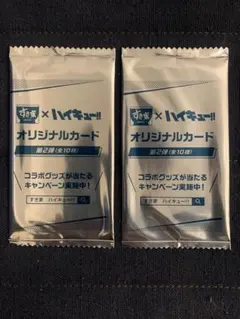 すき家 × ハイキュー!!
オリジナルカード
第2弾(全10種)
コラボグッズが当たる
キャンペーン実施中!
すき家 ハイキュー!!
すき家 × ハイキュー!!
オリジナルカード
第2弾(全10種)
コラボグッズが当たる
キャンペーン実施中!
すき家 ハイキュー!!